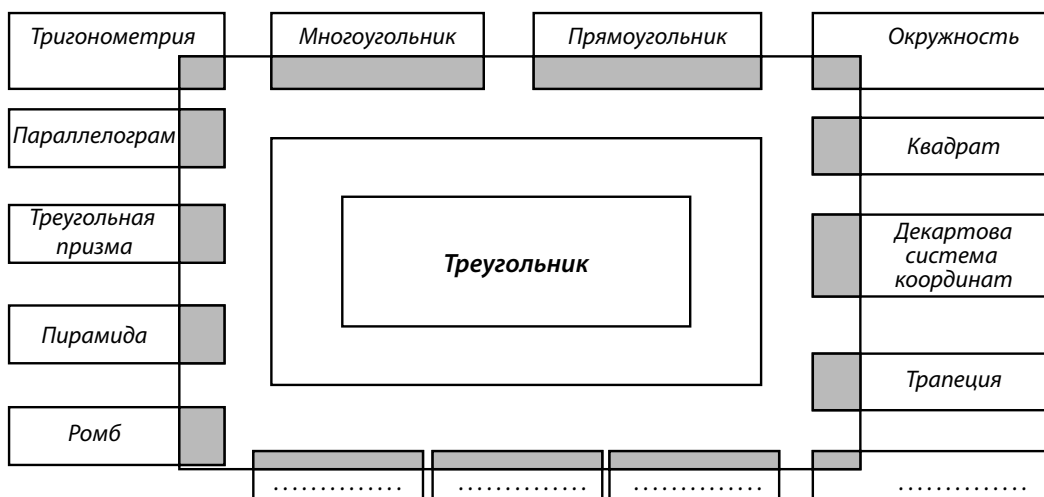 Тригонометрия
Многоугольник
Прямоугольник
Окружность
Параллелограм
Квадрат
Треугольная
призма
Декартова
система
координат
Треугольник
Пирамида
Трапеция
Ромб
..............
..............
..............
..............